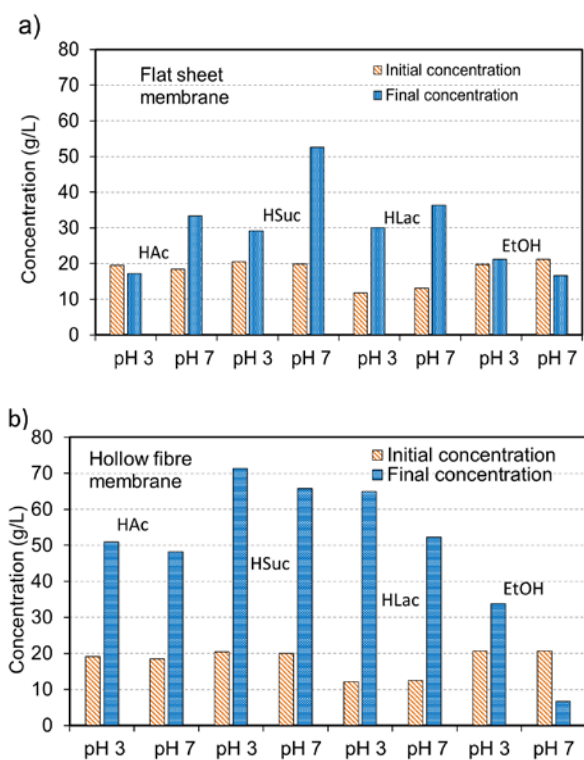 a)
80
70
60
50
40
30
20
10
0
Concentration (g/L)
Flat sheet
membrane
Initial concentration
Final concentration
HAc
HSuc
HLac
EtOH
pH 3 pH 7 pH 3 pH 7 pH 3 pH 7 pH 3 pH 7
b)
80
70
60
50
40
30
20
10
0
Concentration (g/L)
Hollow fibre
membrane
Initial concentration
Final concentration
HAc
HSuc
HLac
EtOH
pH 3 pH 7 pH 3 pH 7 pH 3 pH 7 pH 3 pH 7